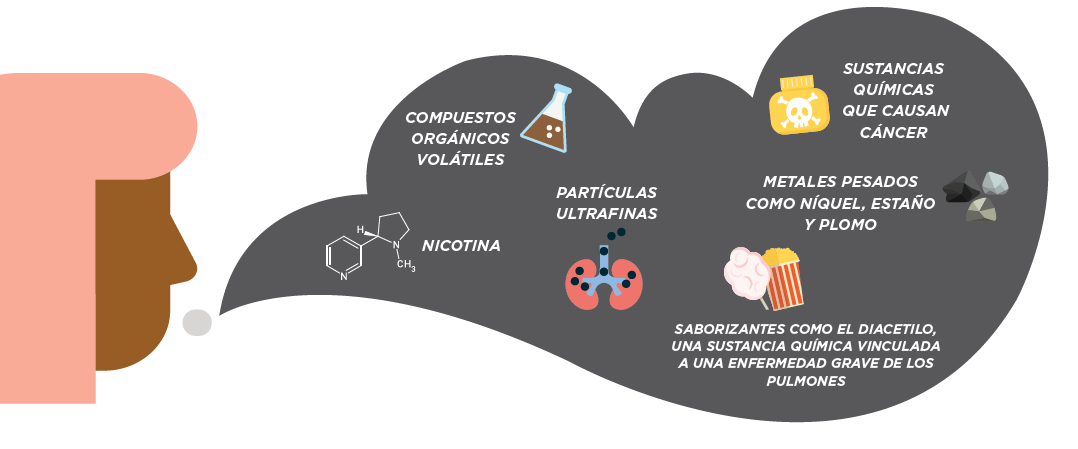 COMPUESTOS
ORGÁNICOS
VOLÁTILES
SUSTANCIAS
QUÍMICAS
QUE CAUSAN
CÁNCER
PARTÍCULAS
ULTRAFINAS
METALES PESADOS
COMO NÍQUEL, ESTAÑO
Y PLOMO
H
N
N
CH3
NICOTINA
SABORIZANTES COMO EL DIACETILO,
UNA SUSTANCIA QUÍMICA VINCULADA
A UNA ENFERMEDAD GRAVE DE LOS
PULMONES